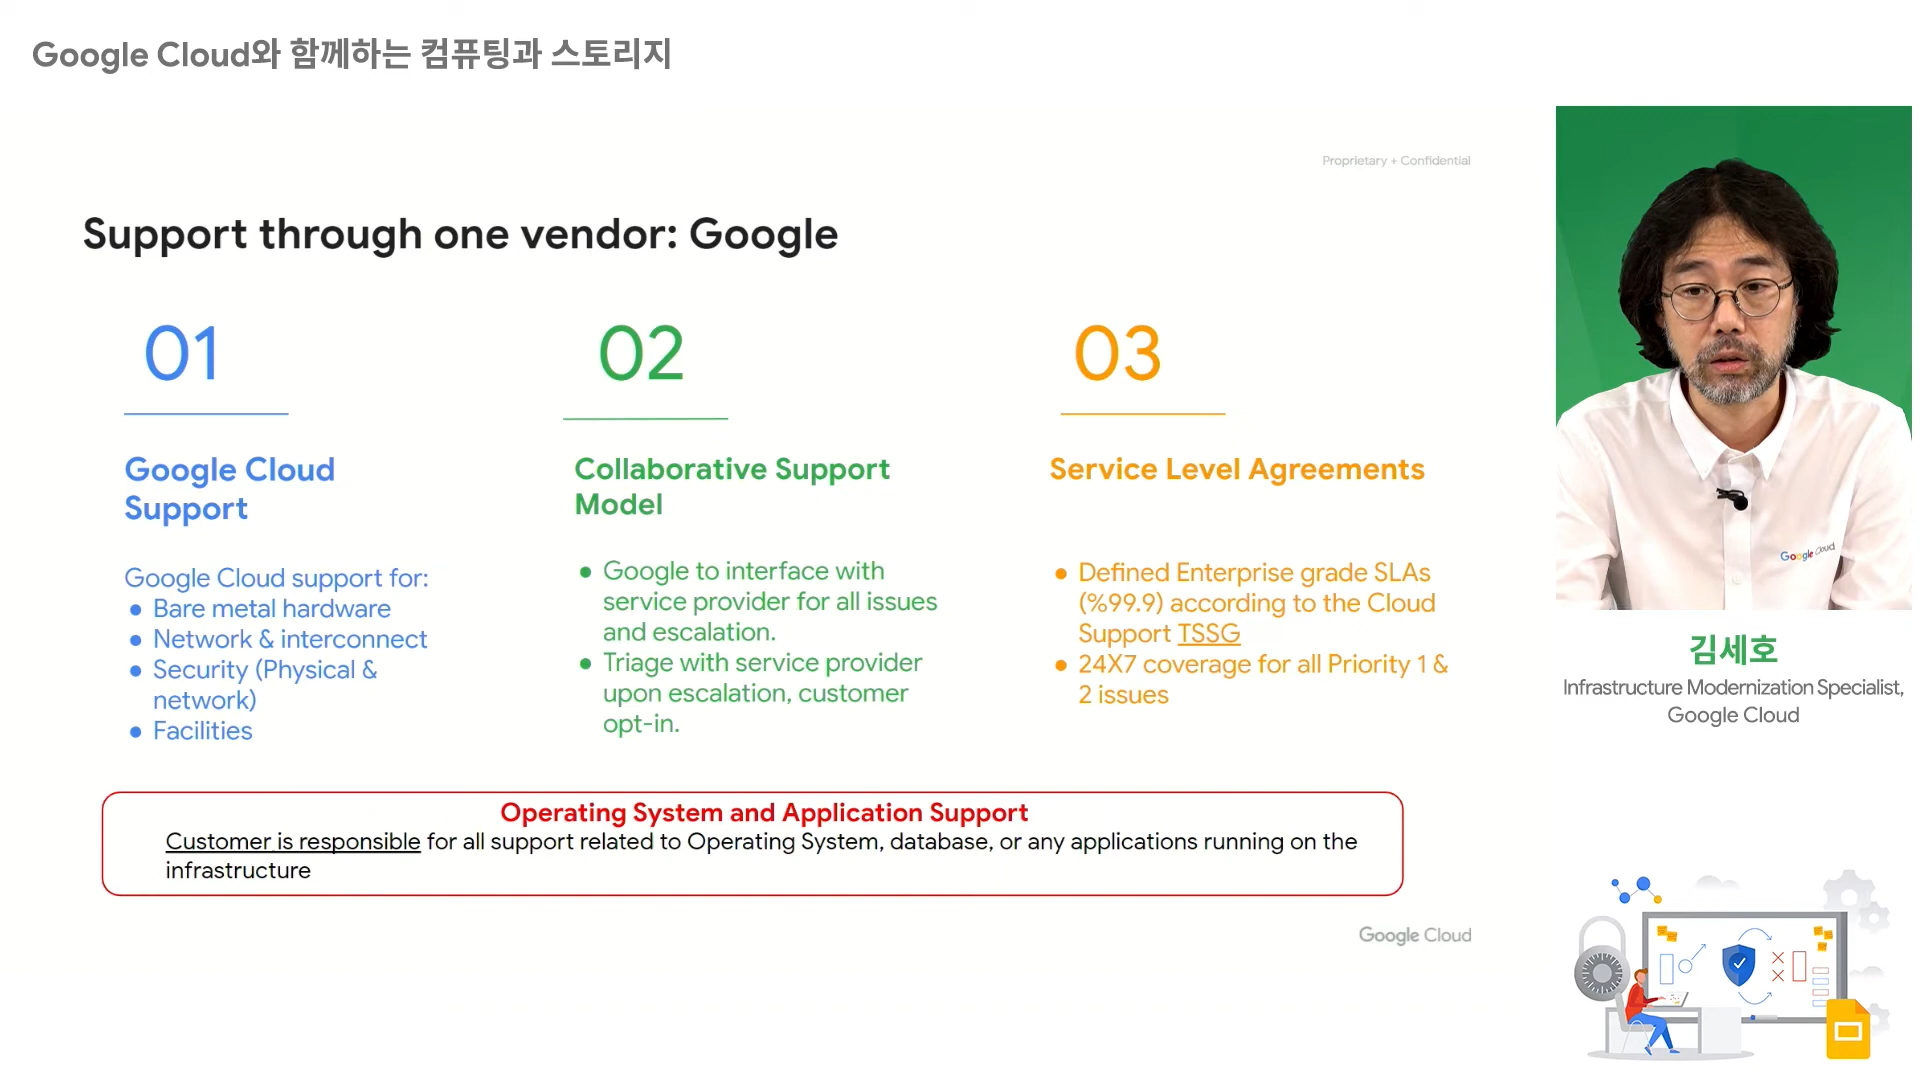 Google Cloud와 함께하는 컴퓨팅과 스토리지
Proprietary + Confidential
Support through one vendor: Google
01
Google Cloud
Support
Google Cloud support for:
● Bare metal hardware
● Network & interconnect
● Security (Physical &
network)
● Facilities
02
Collaborative Support
Model
● Google to interface with
service provider for all issues
and escalation.
● Triage with service provider
upon escalation, customer
opt-in.
03
Service Level Agreements
● Defined Enterprise grade SLAs
(%99.9) according to the Cloud
Support TSSG
● 24X7 coverage for all Priority 1 &
2 issues
Operating System and Application Support
Customer is responsible for all support related to Operating System, database, or any applications running on the
infrastructure
Google Cloud
Google Cloud
김세호
Infrastructure Modernization Specialist,
Google Cloud